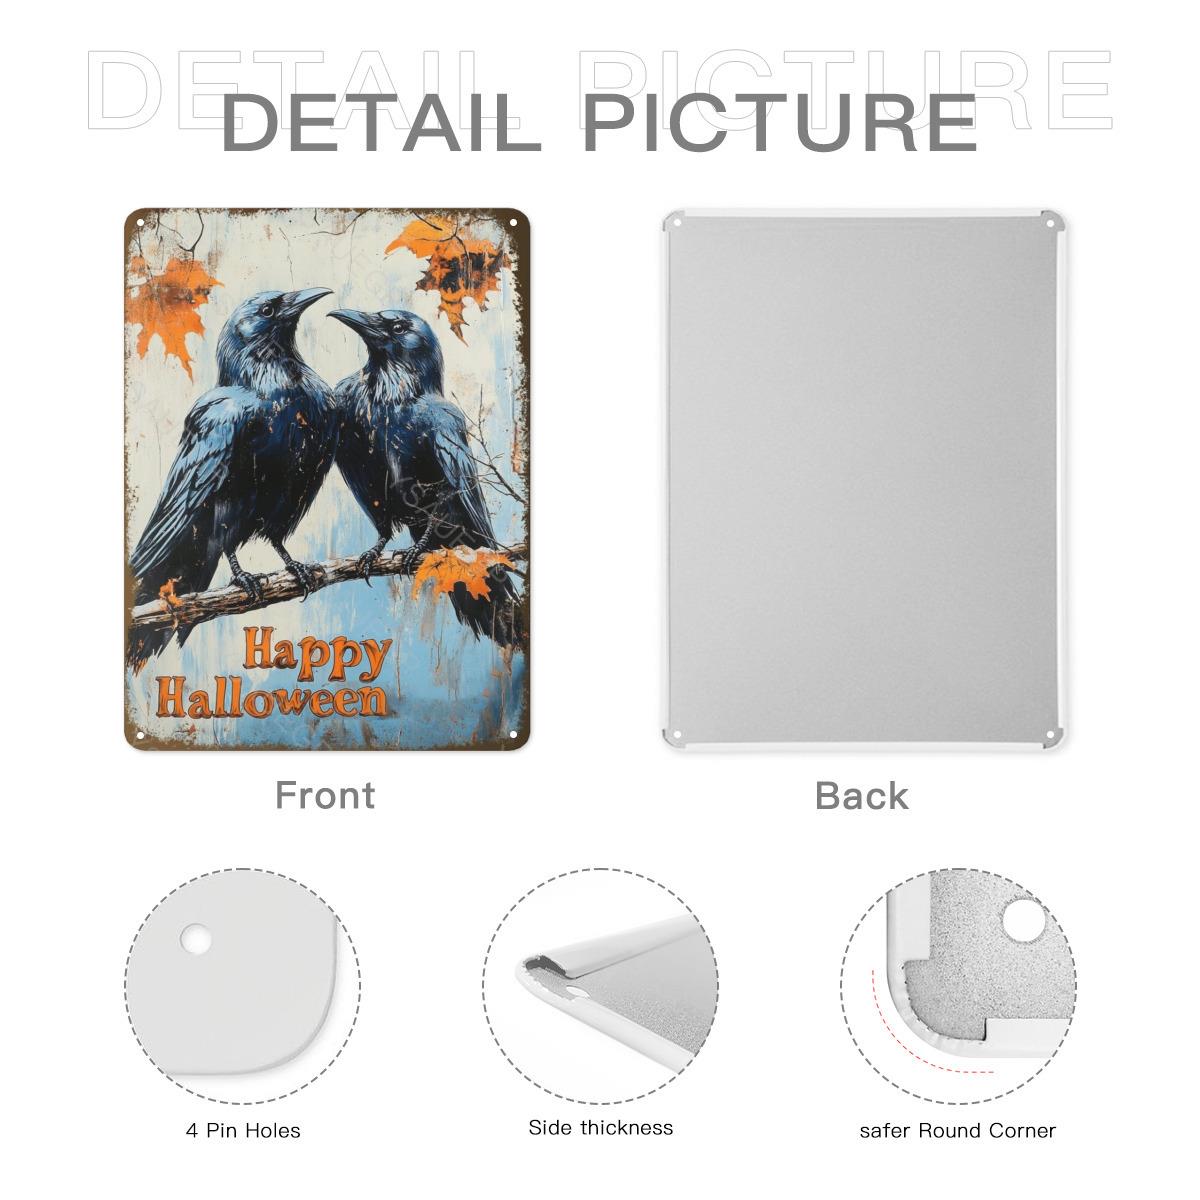 DETAIL PICTURE
DETAIL PICTURE
Happy
Halloween
Front
Back
4 Pin Holes
Side thickness
safer Round Corner